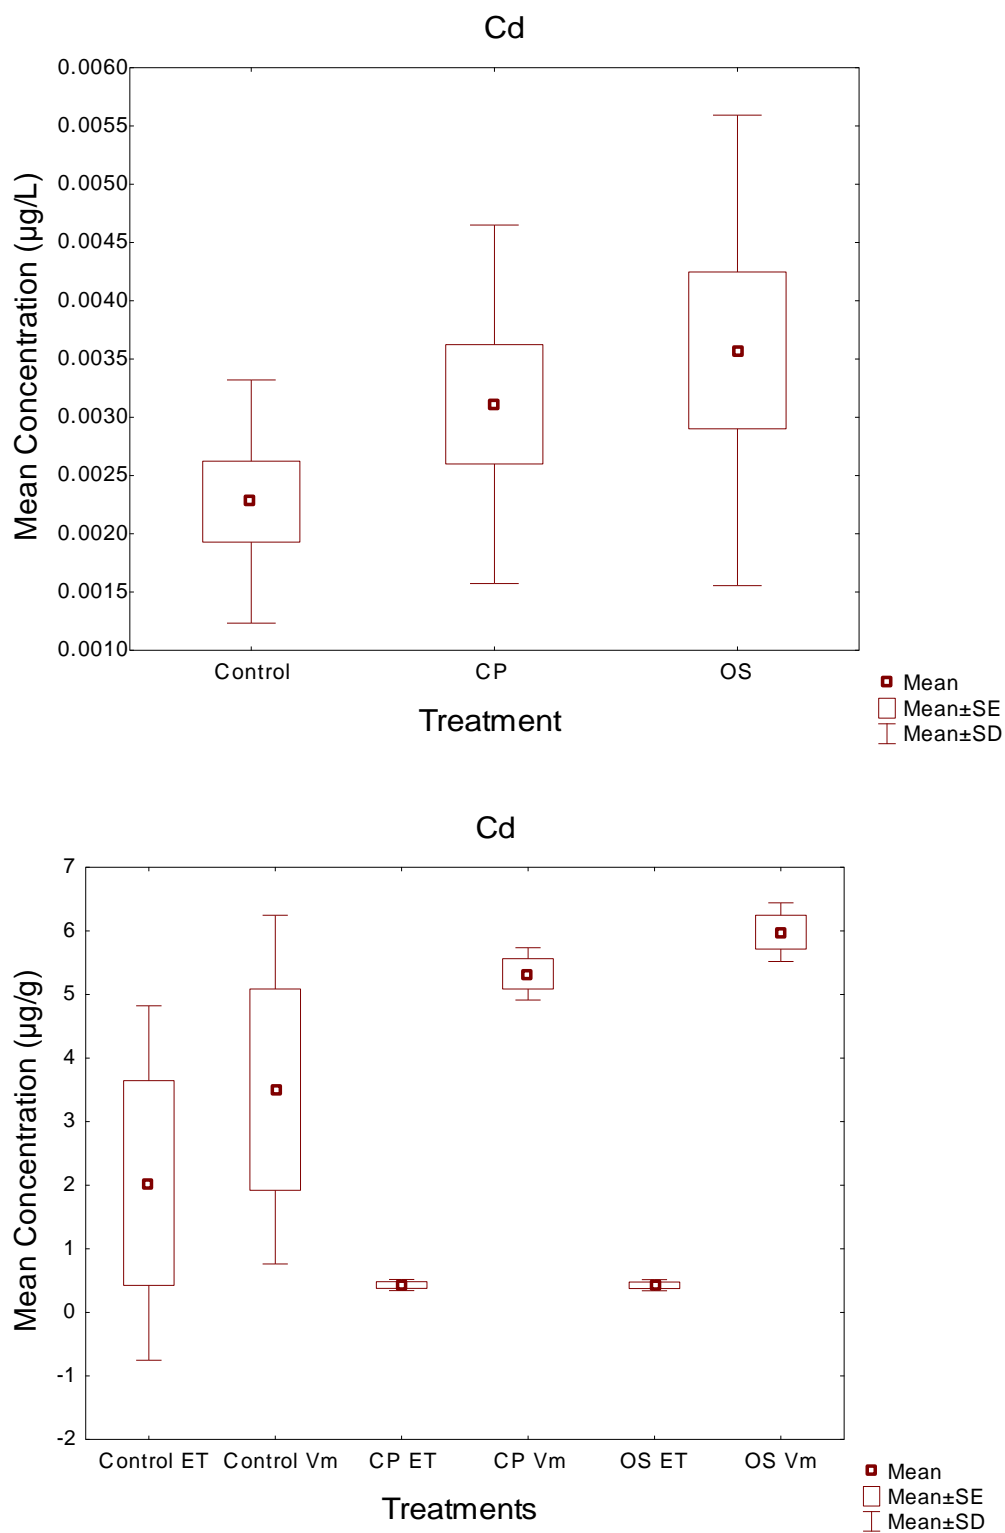 Cd
Mean Concentration (µg/L)
0.0060
0.0055
0.0050
0.0045
0.0040
0.0035
0.0030
0.0025
0.0020
0.0015
0.0010
Control CP OS
Treatment
Mean
Mean±SE
Mean±SD
Cd
Mean Concentration (µg/g)
7
6
5
4
3
2
1
0
-1
-2
Control ET Control Vm CP ET CP Vm OS ET OS Vm
Treatments
Mean
Mean±SE
Mean±SD